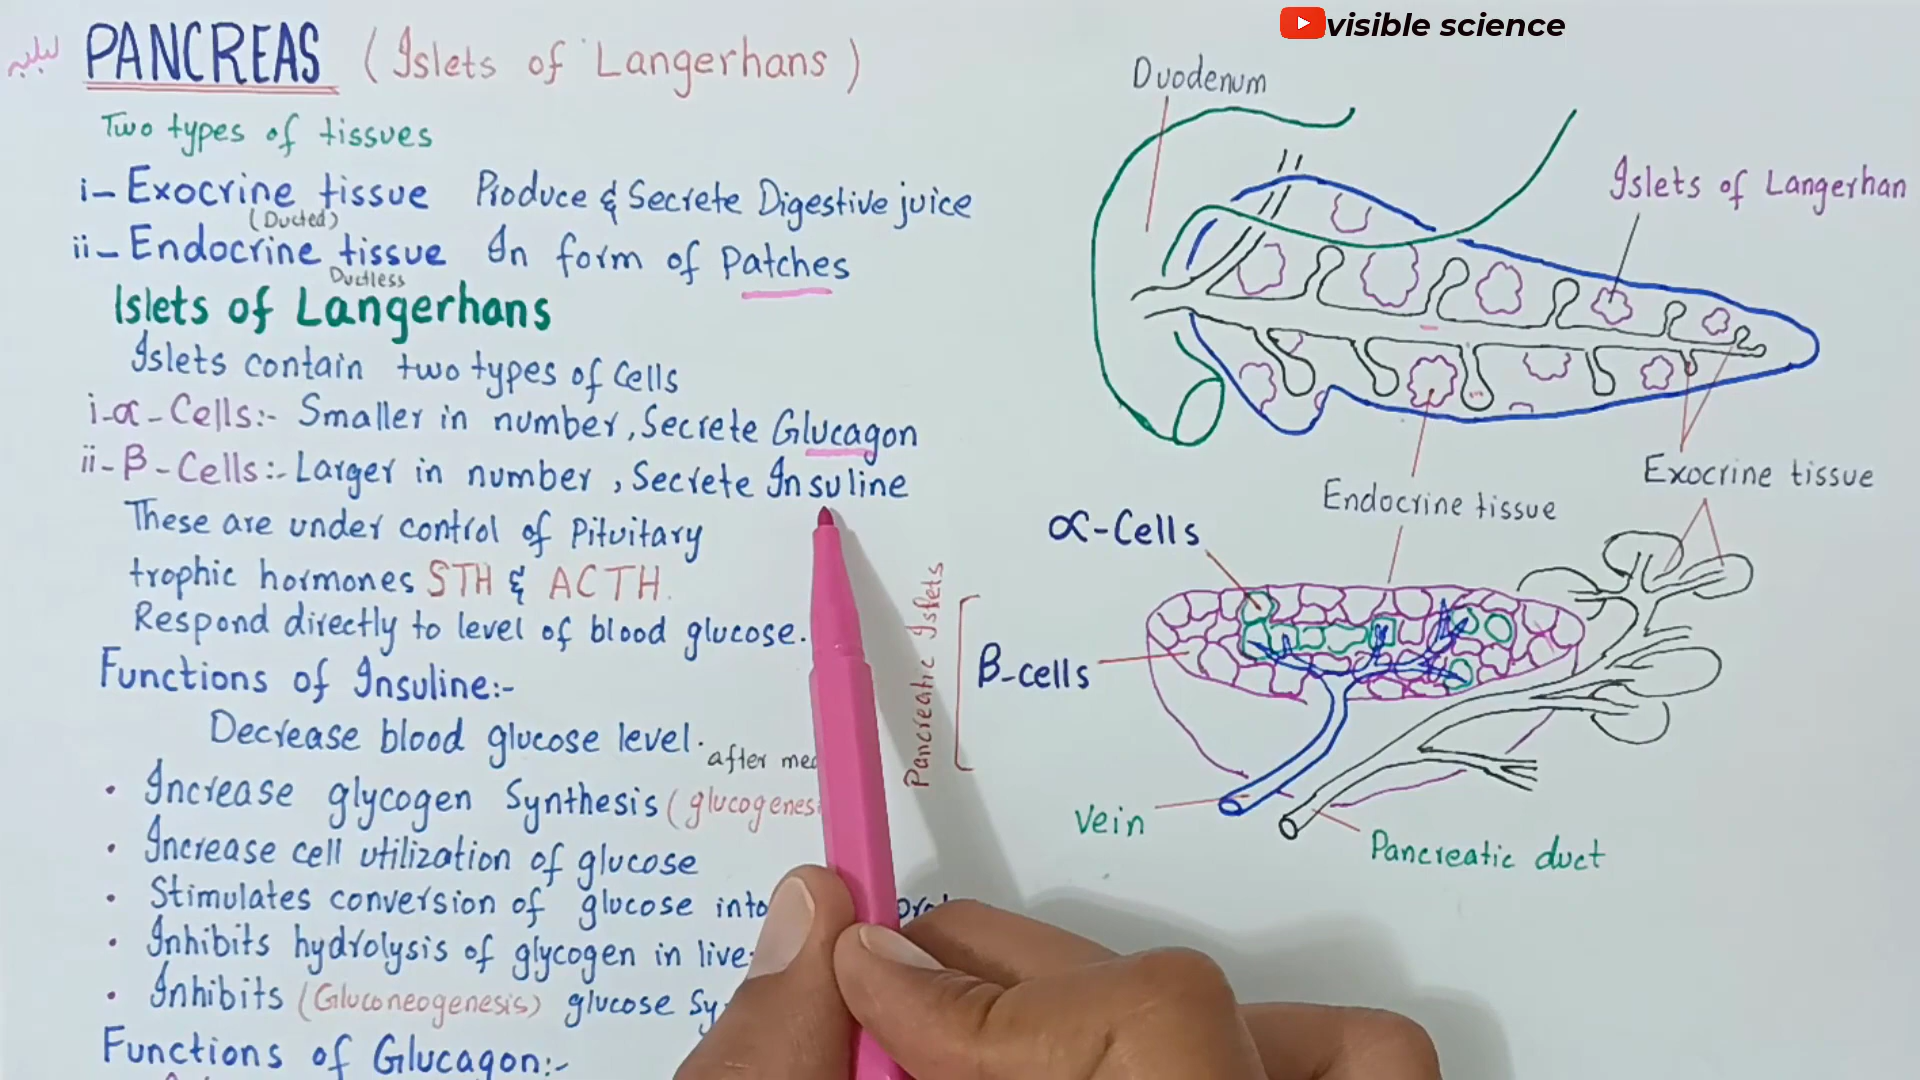 visible science
لبلبہ PANCREAS (Islets of Langerhans)
Two types of tissues
i- Exocrine tissue Produce & Secrete Digestive juice
(Ducted)
ii- Endocrine tissue In form of Patches
Ductless
Islets of Langerhans
Islets contain two types of cells
i-α-Cells:- Smaller in number, Secrete Glucagon
ii-β-Cells:- Larger in number, Secrete Insuline
These are under control of Pituitary
trophic hormones STH & ACTH.
Respond directly to level of blood glucose.
Functions of Insuline:-
Decrease blood glucose level.
after
• Increase glycogen Synthesis (
• Increase cell utilization of glucose
• Stimulates conversion of glucose into
• Inhibits hydrolysis of glycogen in
• Inhibits (Gluconeogenesis) glucose
Functions of Glucagon:-
Duodenum
Islets of Langerhan
Endocrine tissue
Exocrine tissue
α-Cells
Pancreatic Islets
β-cells
Vein
Pancreatic duct